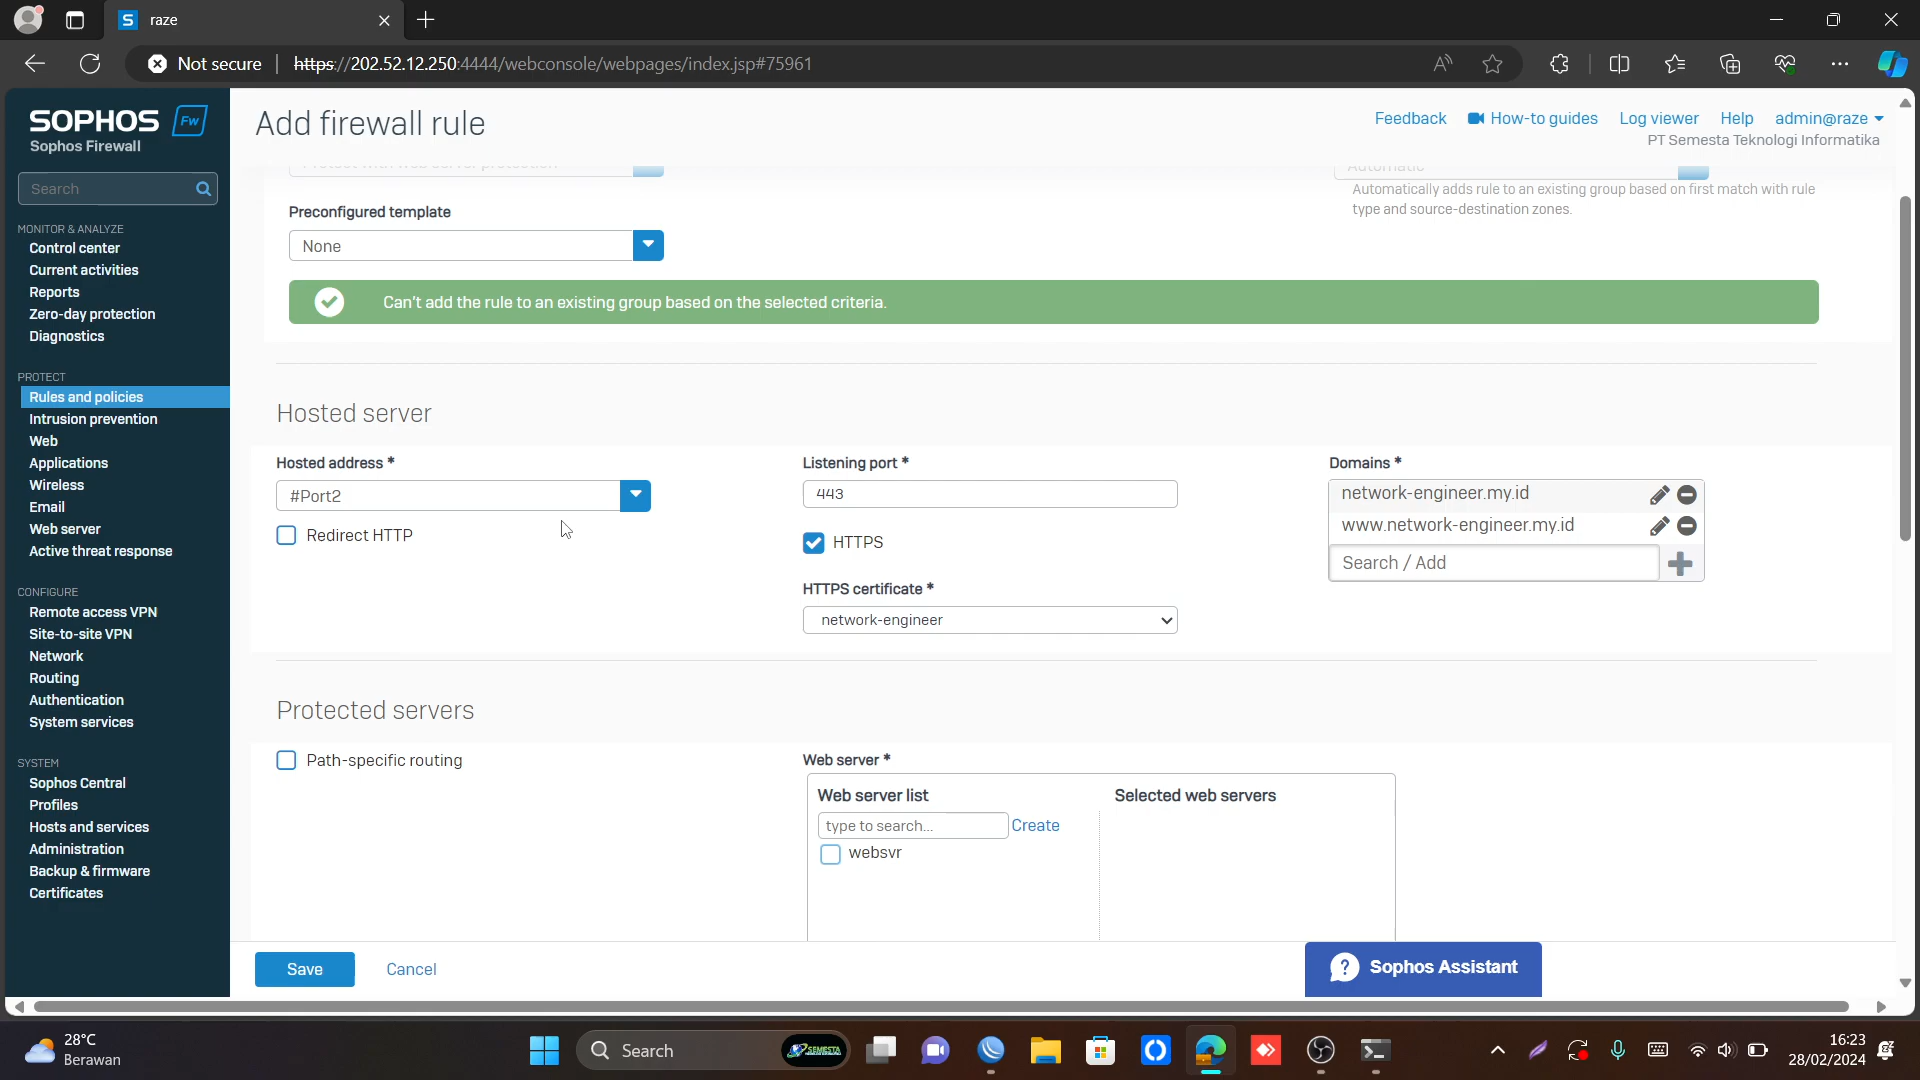 raze
Not secure
https://202.52.12.250:4444/webconsole/webpages/index.jsp#75961
SOPHOS Fw
Sophos Firewall
Search
MONITOR & ANALYZE
Control center
Current activities
Reports
Zero-day protection
Diagnostics
PROTECT
Rules and policies
Intrusion prevention
Web
Applications
Wireless
Email
Web server
Active threat response
CONFIGURE
Remote access VPN
Site-to-site VPN
Network
Routing
Authentication
System services
SYSTEM
Sophos Central
Profiles
Hosts and services
Administration
Backup & firmware
Certificates
Add firewall rule
Feedback
How-to guides
Log viewer
Help
admin@raze
PT Semesta Teknologi Informatika
Protect with web server protection
Automatic
Automatically adds rule to an existing group based on first match with rule
type and source-destination zones.
Preconfigured template
None
Can't add the rule to an existing group based on the selected criteria.
Hosted server
Hosted address *
#Port2
Redirect HTTP
Listening port *
443
HTTPS
HTTPS certificate *
network-engineer
Domains *
network-engineer.my.id
www.network-engineer.my.id
Search / Add
Protected servers
Path-specific routing
Web server *
Web server list
Selected web servers
type to search...
Create
websvr
Save
Cancel
Sophos Assistant
28°C
Berawan
Search
SEMESTA
16:23
28/02/2024